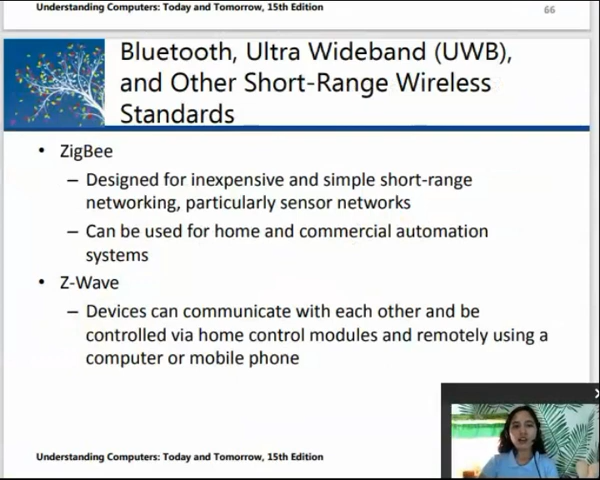 Understanding Computers: Today and Tomorrow, 15th Edition
66
Bluetooth, Ultra Wideband (UWB),
and Other Short-Range Wireless
Standards
• ZigBee
– Designed for inexpensive and simple short-range
networking, particularly sensor networks
– Can be used for home and commercial automation
systems
• Z-Wave
– Devices can communicate with each other and be
controlled via home control modules and remotely using a
computer or mobile phone
Understanding Computers: Today and Tomorrow, 15th Edition